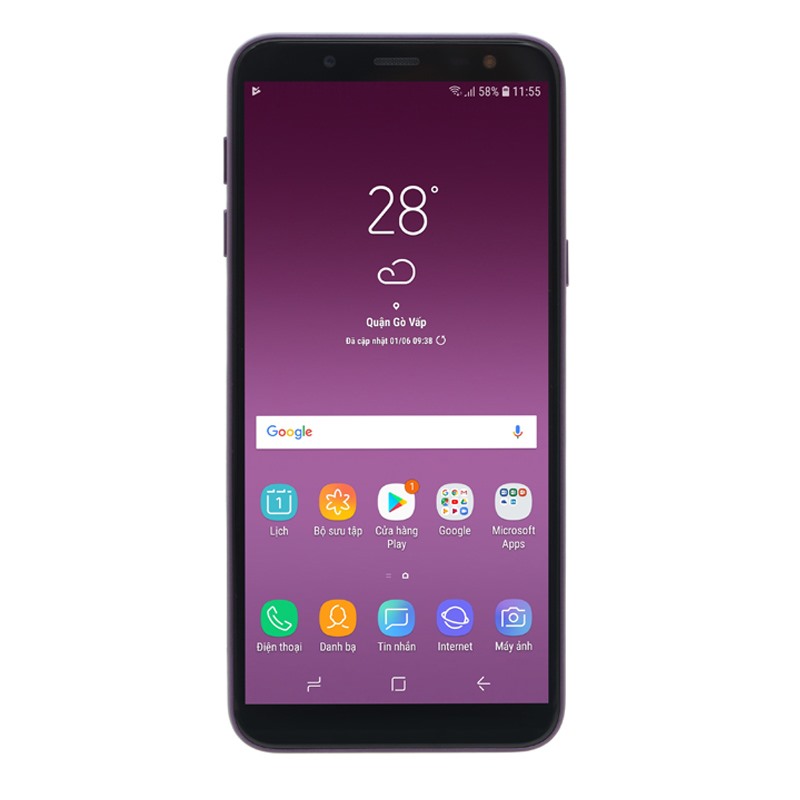 58% 11:55
28°
Quận Gò Vấp
Đã cập nhật 01/06 09:38
Google
1
1
Lịch
Bộ sưu tập
Cửa hàng
Play
Google
Microsoft
Apps
Điện thoại
Danh bạ
Tin nhắn
Internet
Máy ảnh